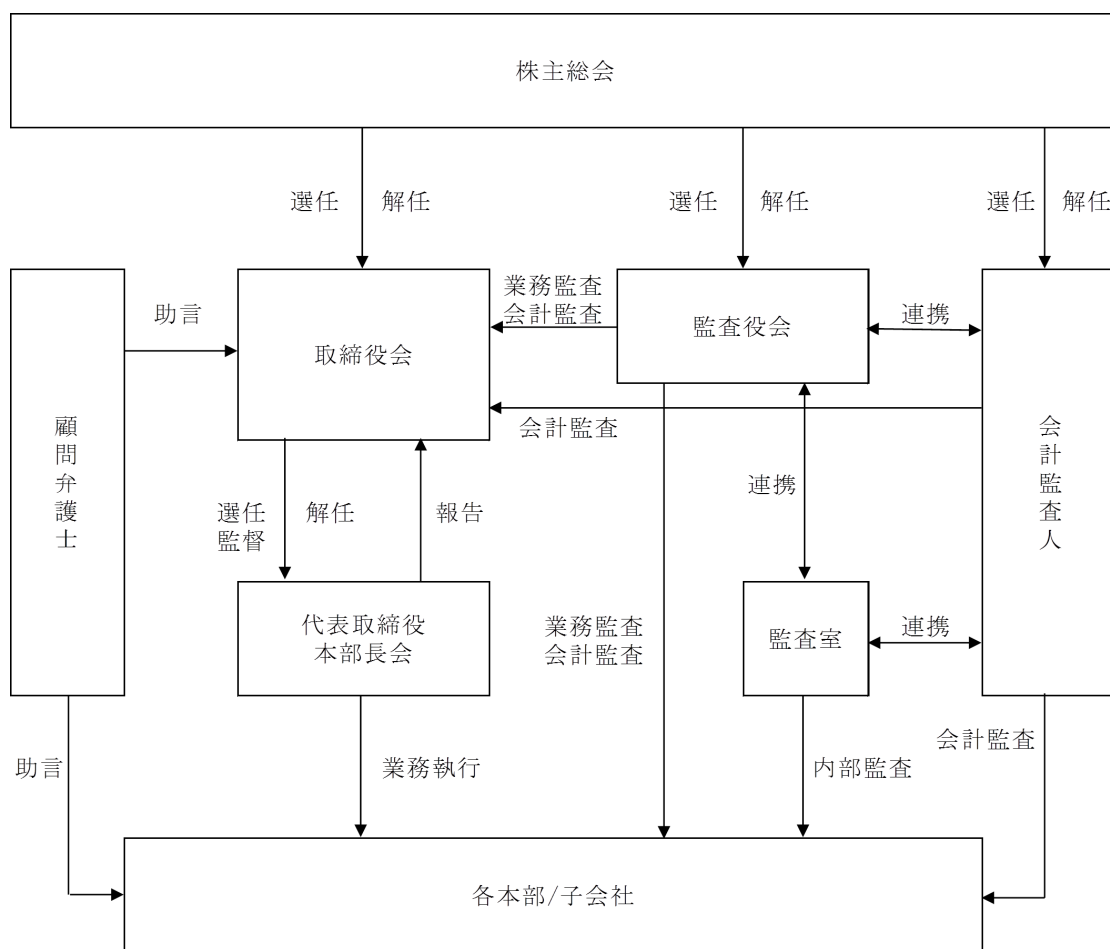 株主総会
選任
解任
選任
解任
選任
解任
助言
取締役会
業務監査
会計監査
監査役会
連携
顧問弁護士
会計監査
会計監査人
選任
監督
解任
報告
連携
代表取締役
本部長会
業務監査
会計監査
監査室
連携
助言
業務執行
内部監査
会計監査
各本部/子会社